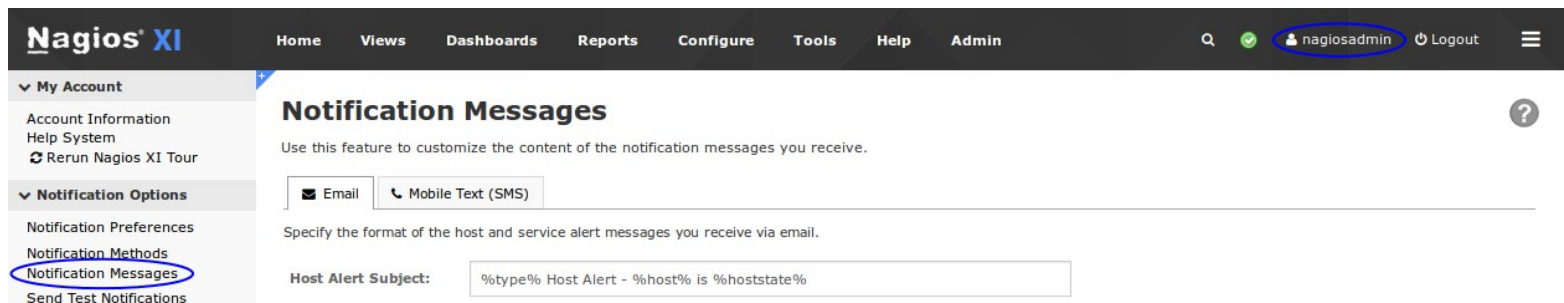 Nagios® XI
Home Views Dashboards Reports Configure Tools Help Admin
nagiosadmin Logout
My Account
Account Information
Help System
Rerun Nagios XI Tour
Notification Options
Notification Preferences
Notification Methods
Notification Messages
Send Test Notifications
Notification Messages
Use this feature to customize the content of the notification messages you receive.
Email Mobile Text (SMS)
Specify the format of the host and service alert messages you receive via email.
Host Alert Subject: %type% Host Alert - %host% is %hoststate%